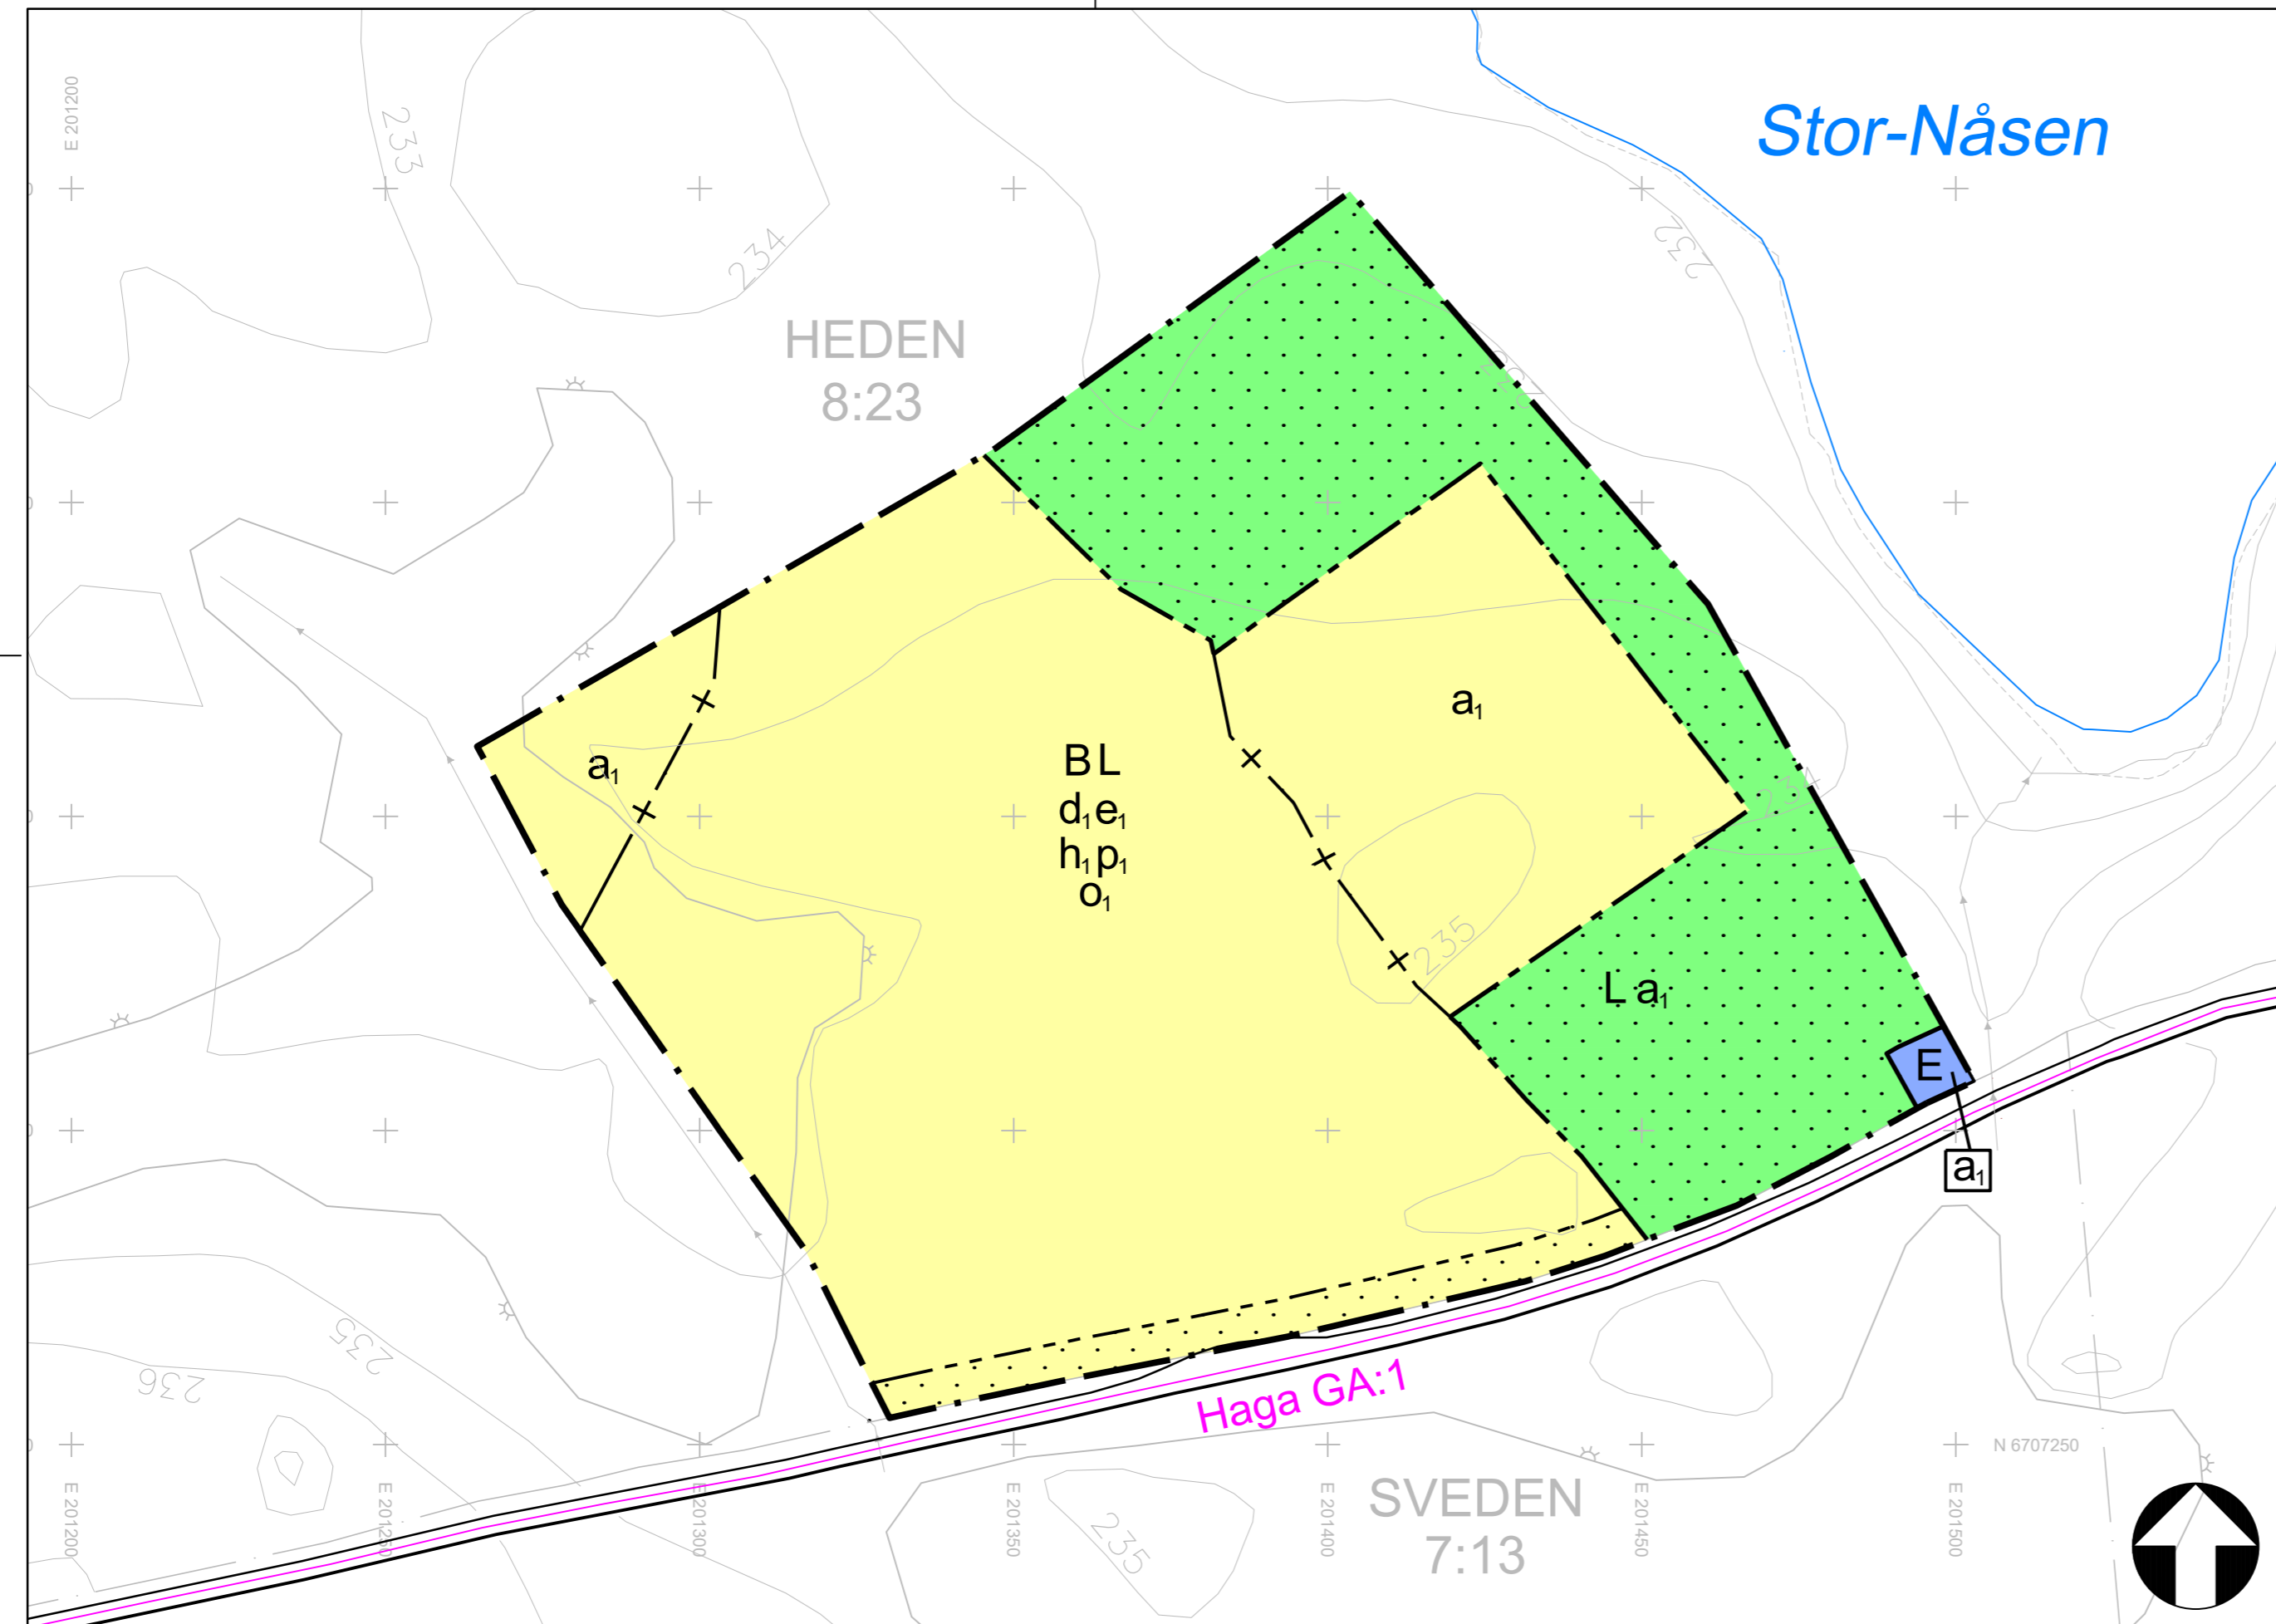 E 201200
233
Stor-Nåsen
234
232
HEDEN
8:23
a₁
a₁
BL
d₁e₁
h₁p₁
o₁
235
L a₁
E
a₁
235
236
Haga GA:1
N 6707250
SVEDEN
7:13
235
E 201200
E 201250
E 201300
E 201350
E 201400
E 201450
E 201500